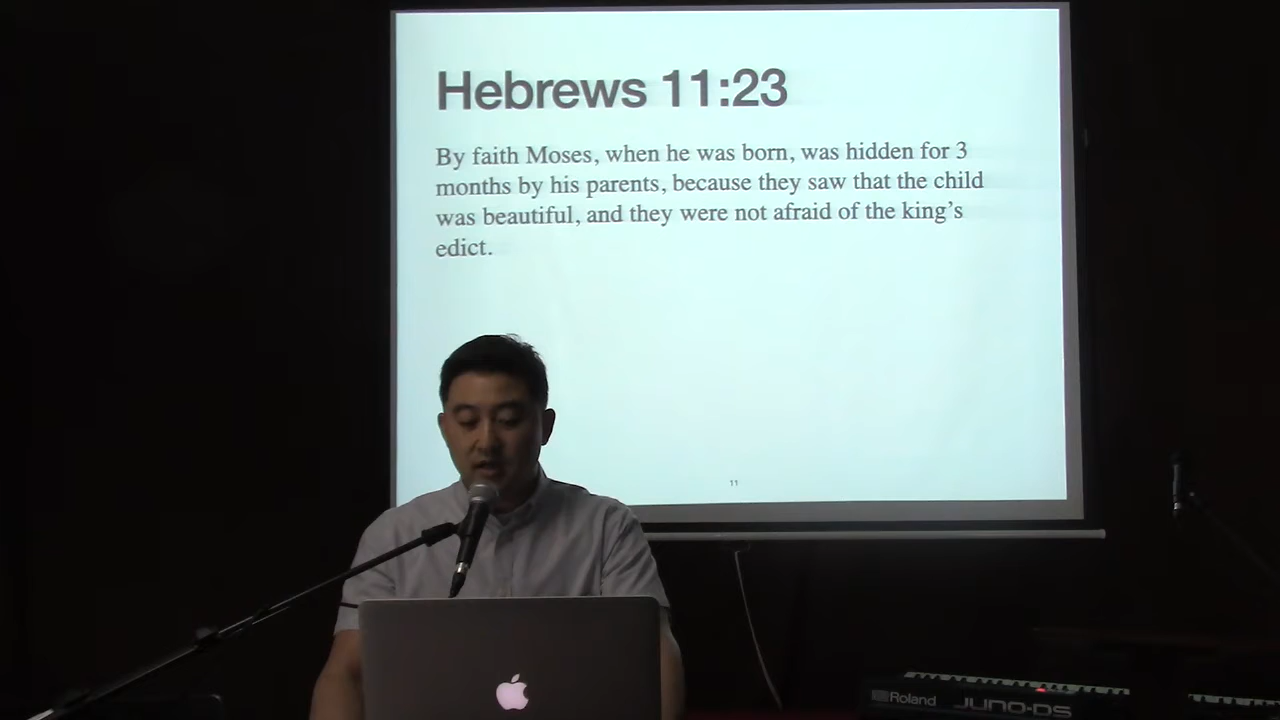 Hebrews 11:23
By faith Moses, when he was born, was hidden for 3
months by his parents, because they saw that the child
was beautiful, and they were not afraid of the king’s
edict.
11
Roland
JUNO-DS